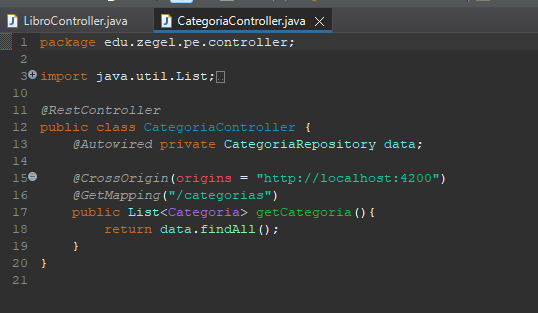 LibroController.java CategoriaController.java
1 package edu.zegel.pe.controller;
2
3 import java.util.List;
10
11 @RestController
12 public class CategoriaController {
13 @Autowired private CategoriaRepository data;
14
15 @CrossOrigin(origins = "http://localhost:4200")
16 @GetMapping("/categorias")
17 public List<Categoria> getCategoria(){
18 return data.findAll();
19 }
20 }
21